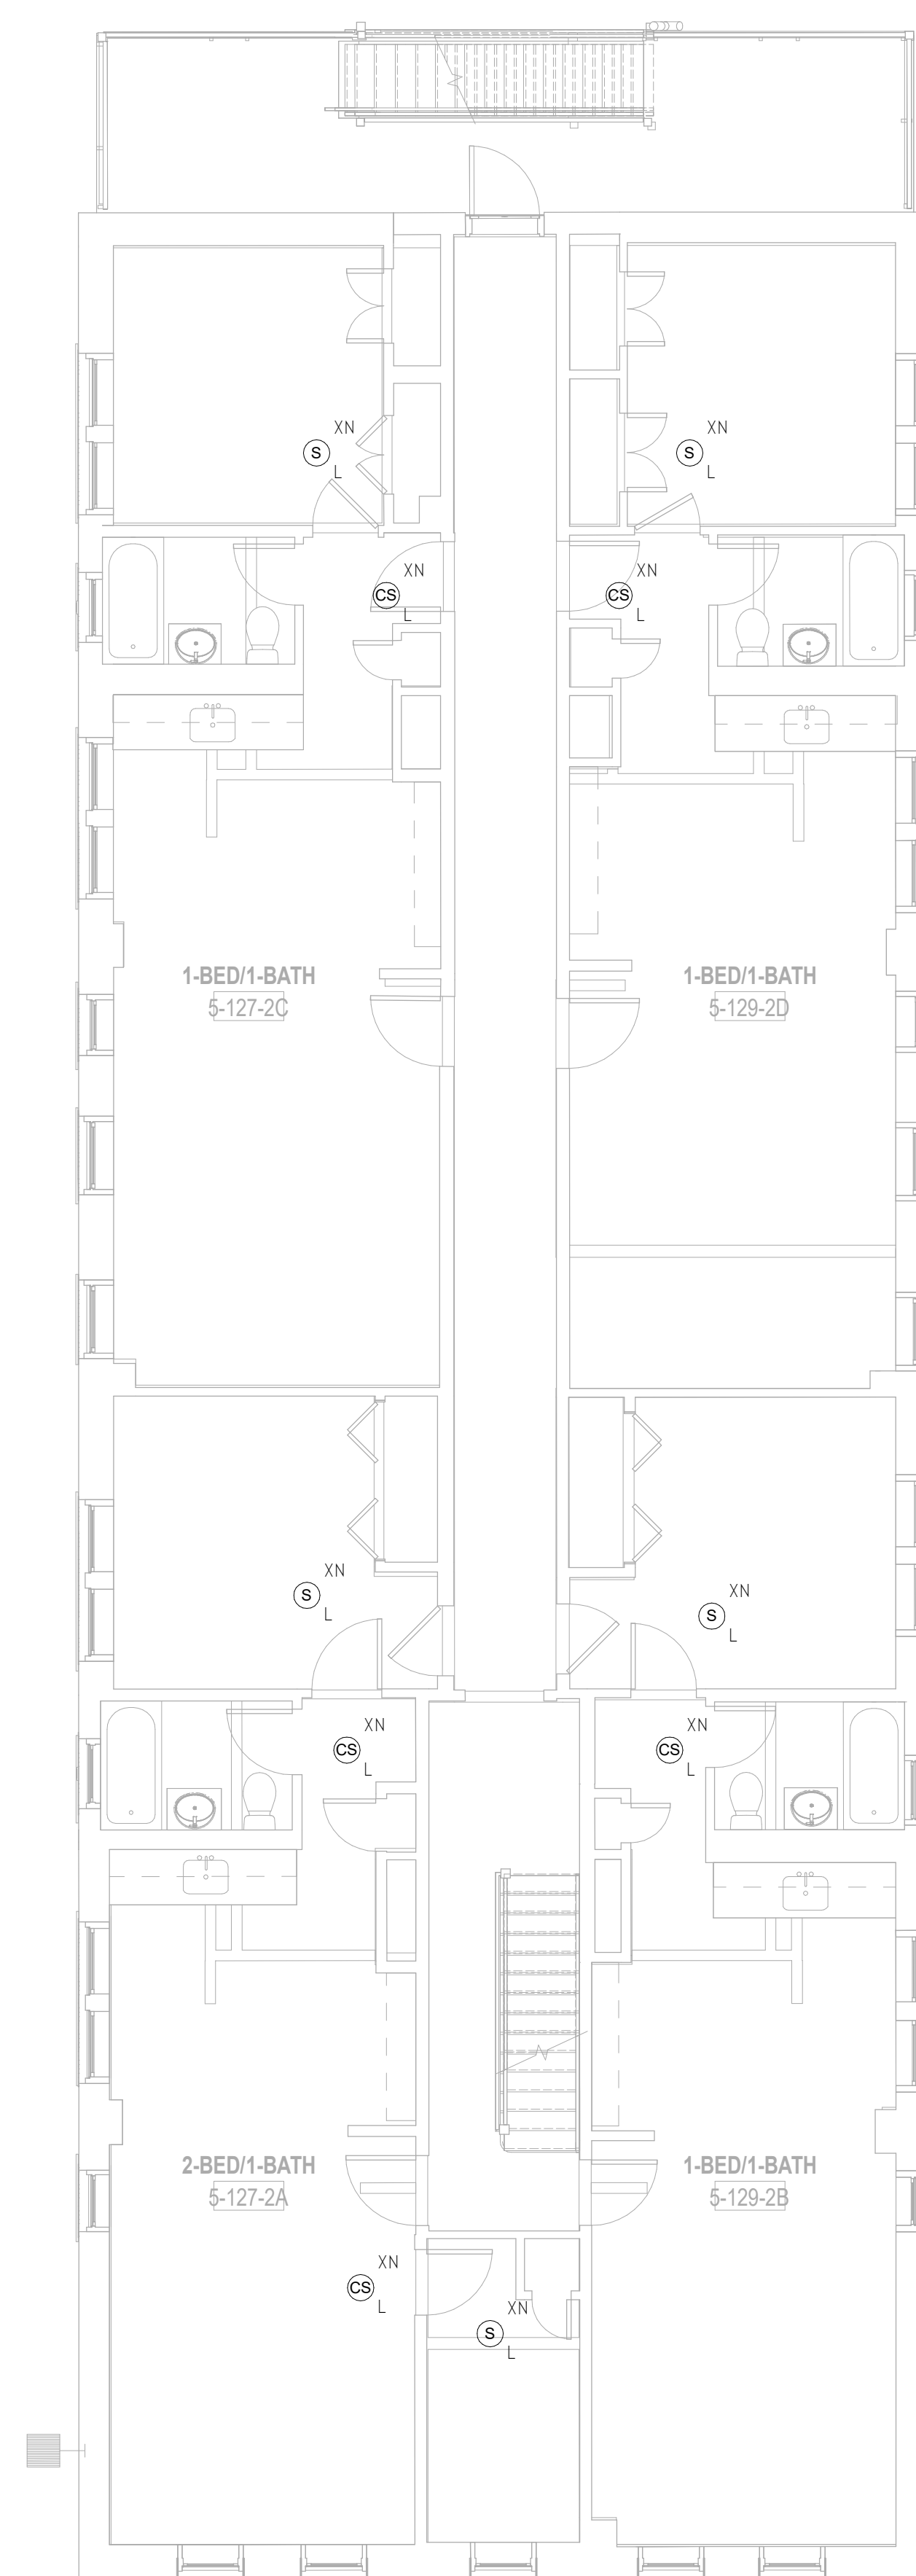 XN
S
L
XN
S
L
XN
CS
L
XN
CS
L
1-BED/1-BATH
5-127-2C
1-BED/1-BATH
5-129-2D
XN
S
L
XN
S
L
XN
CS
L
XN
CS
L
2-BED/1-BATH
5-127-2A
1-BED/1-BATH
5-129-2B
XN
CS
L
XN
S
L